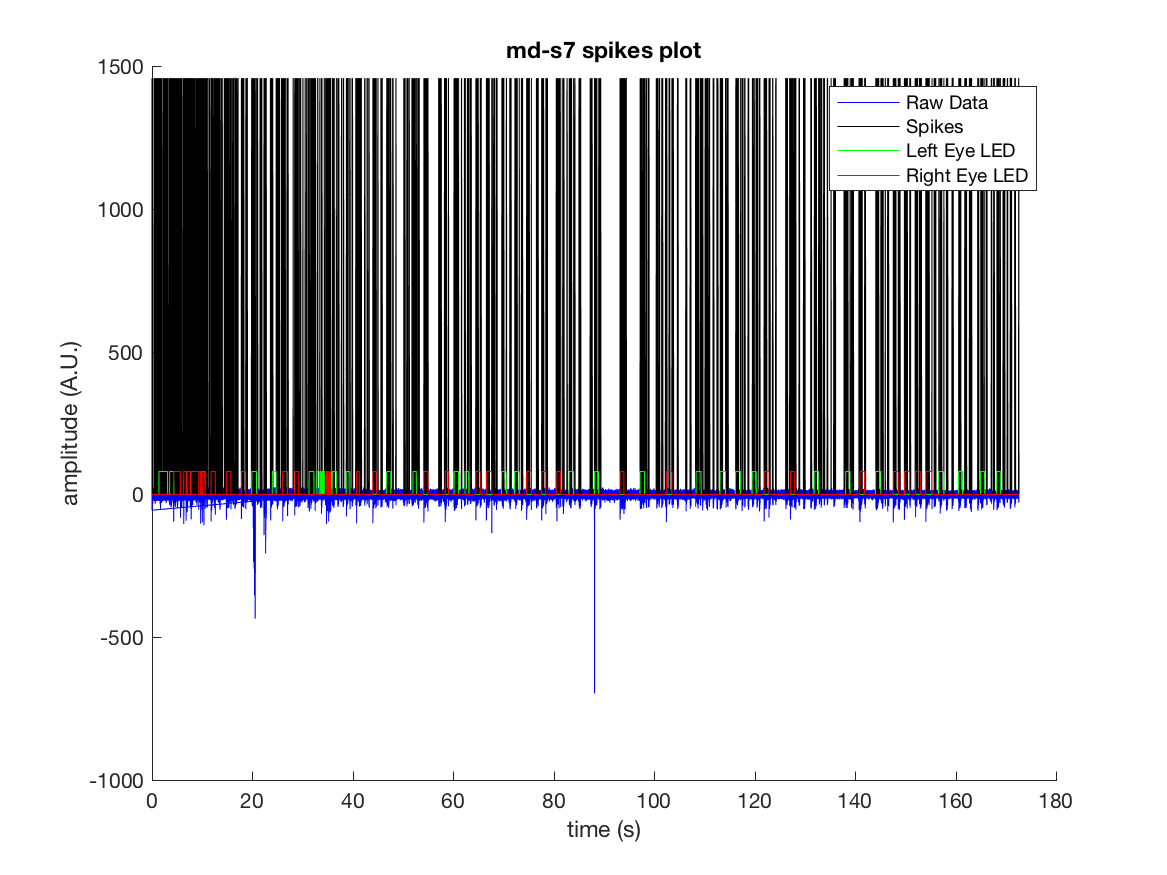 md-s7 spikes plot
1500
1000
500
0
-500
-1000
amplitude (A.U.)
Raw Data
Spikes
Left Eye LED
Right Eye LED
0 20 40 60 80 100 120 140 160 180
time (s)